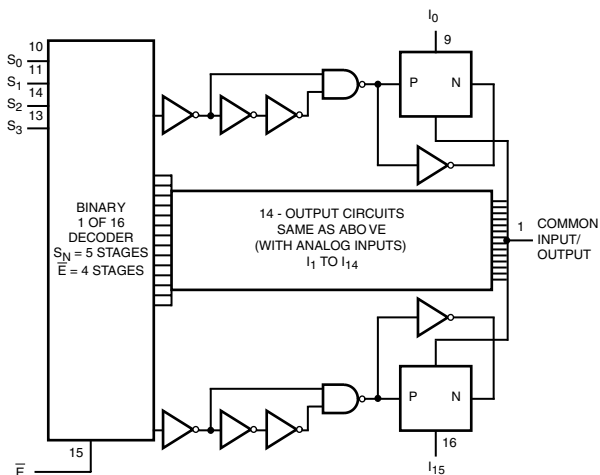 I0
10
S0
11
S1
14
S2
13
S3
9
P N
BINARY
1 OF 16
DECODER
SN = 5 STAGES
E = 4 STAGES
14 - OUTPUT CIRCUITS
SAME AS ABOVE
(WITH ANALOG INPUTS)
I1 TO I14
1
COMMON
INPUT/
OUTPUT
P N
15
E
16
I15